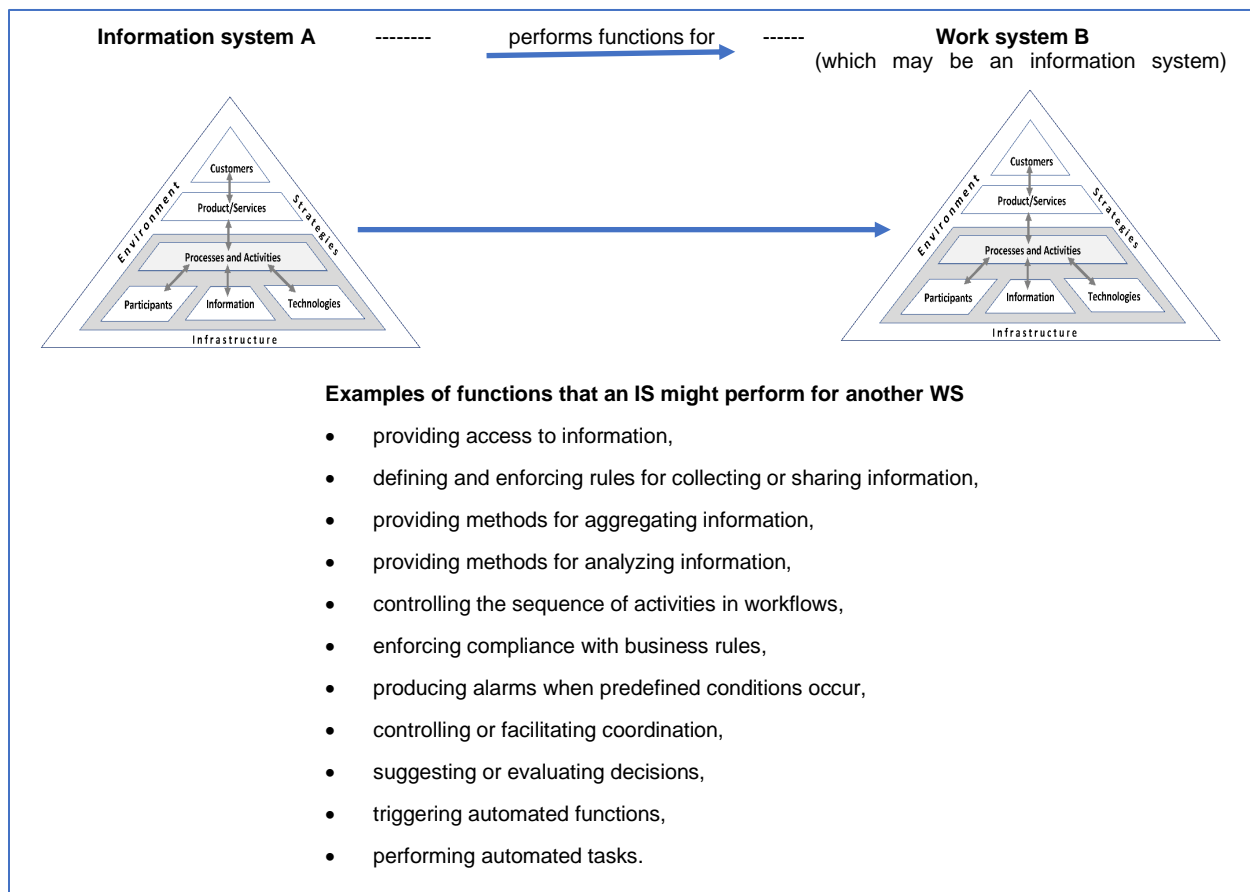 Information system A -------- performs functions for ------ Work system B
(which may be an information system)
Customers
Product/Services
Processes and Activities
Participants Information Technologies
Environment
Strategies
Infrastructure
Customers
Product/Services
Processes and Activities
Participants Information Technologies
Environment
Strategies
Infrastructure
Examples of functions that an IS might perform for another WS
• providing access to information,
• defining and enforcing rules for collecting or sharing information,
• providing methods for aggregating information,
• providing methods for analyzing information,
• controlling the sequence of activities in workflows,
• enforcing compliance with business rules,
• producing alarms when predefined conditions occur,
• controlling or facilitating coordination,
• suggesting or evaluating decisions,
• triggering automated functions,
• performing automated tasks.